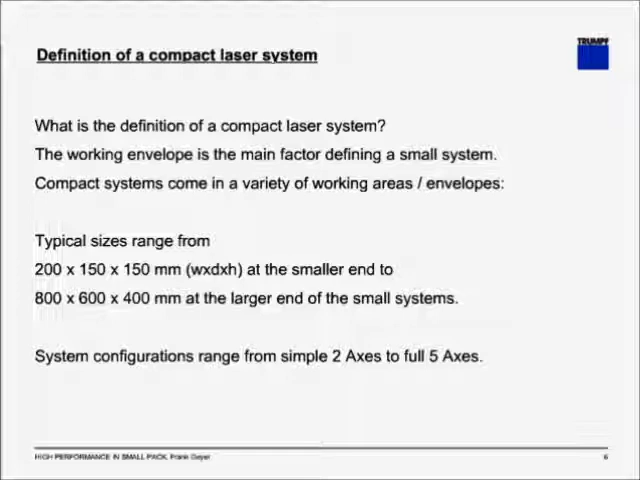 Definition of a compact laser system
TRUMPF
What is the definition of a compact laser system?
The working envelope is the main factor defining a small system.
Compact systems come in a variety of working areas / envelopes:
Typical sizes range from
200 x 150 x 150 mm (wxdxh) at the smaller end to
800 x 600 x 400 mm at the larger end of the small systems.
System configurations range from simple 2 Axes to full 5 Axes.
HIGH PERFORMANCE IN SMALL PACK, Frank Geyer
6